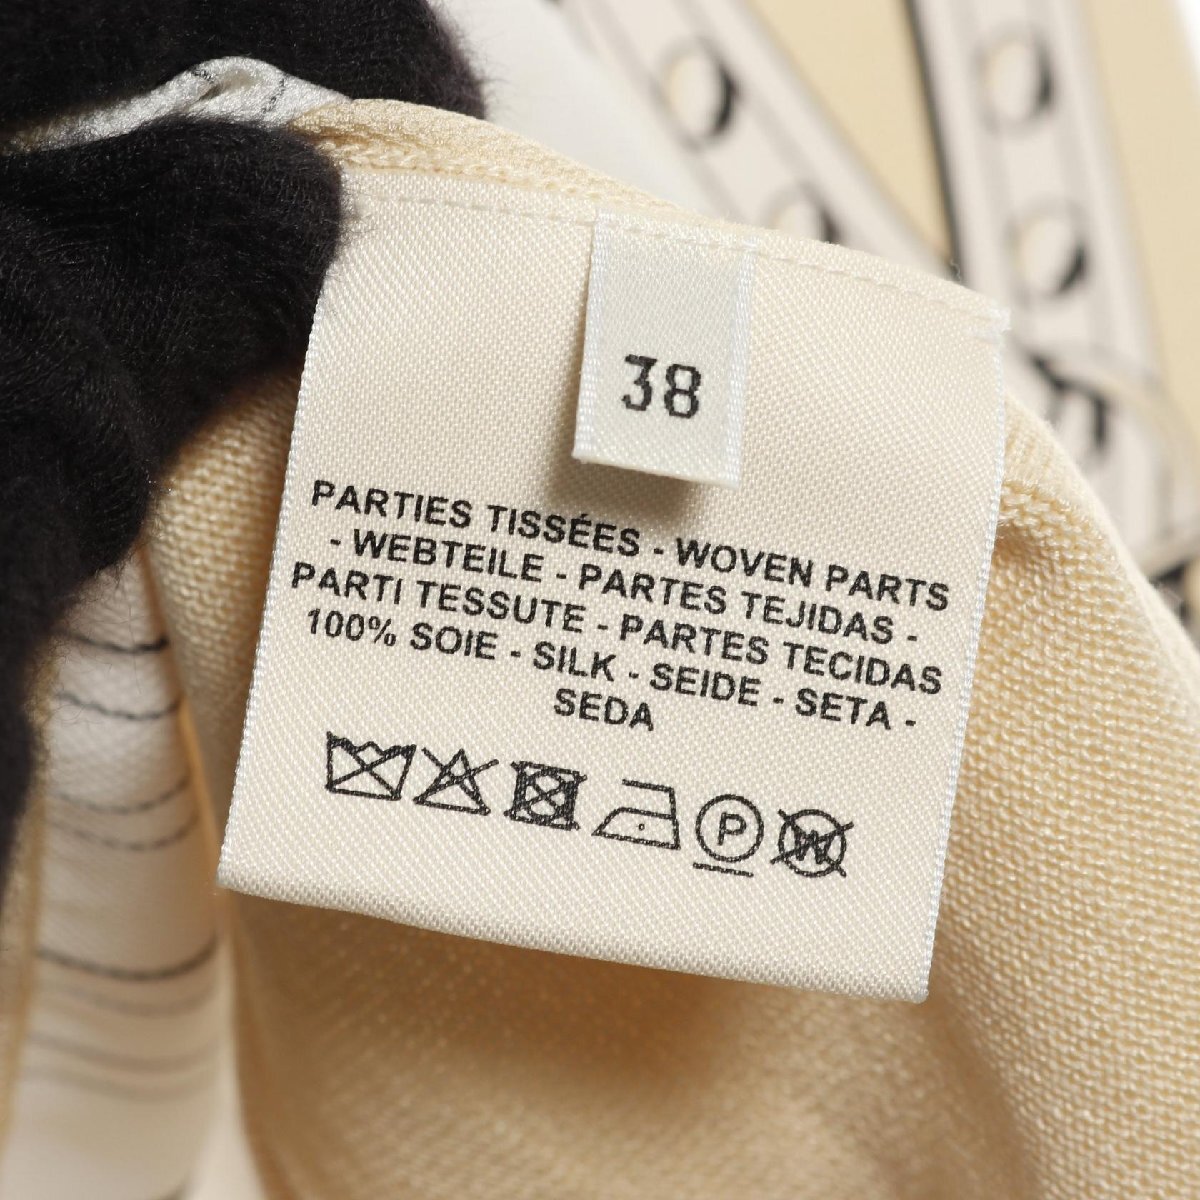 38
PARTIES TISSÉES - WOVEN PARTS
- WEBTEILE - PARTES TEJIDAS -
PARTI TESSUTE - PARTES TECIDAS
100% SOIE - SILK - SEIDE - SETA -
SEDA
P W